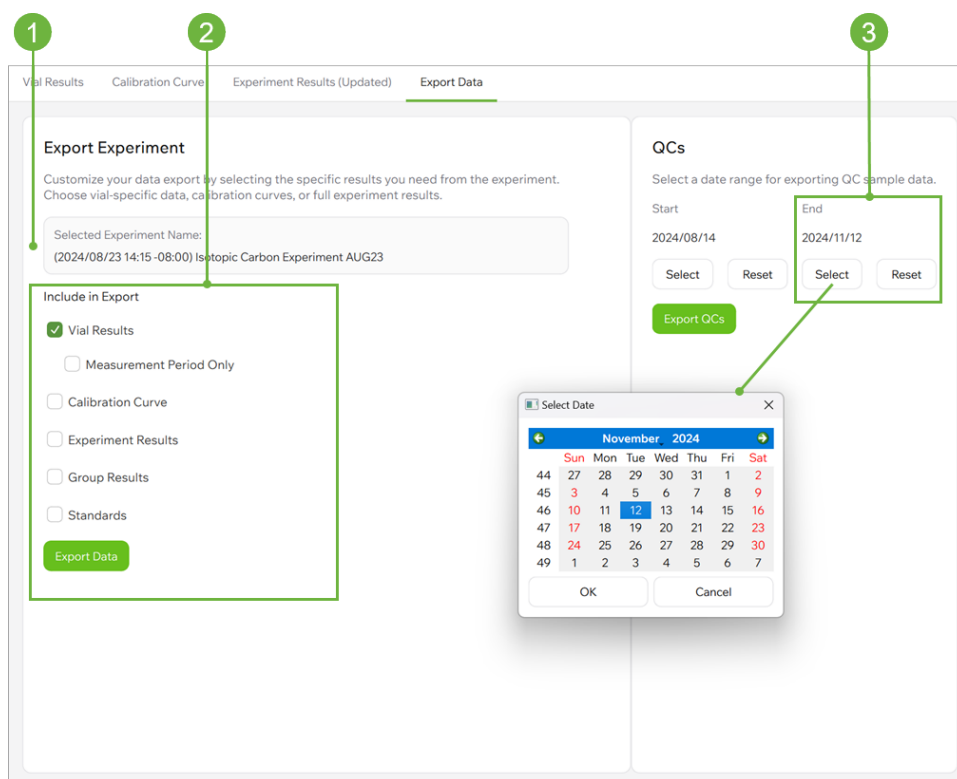 1
2
3
Vial Results
Calibration Curve
Experiment Results (Updated)
Export Data
Export Experiment
Customize your data export by selecting the specific results you need from the experiment.
Choose vial-specific data, calibration curves, or full experiment results.
Selected Experiment Name:
(2024/08/23 14:15 -08:00) Isotopic Carbon Experiment AUG23
Include in Export
Vial Results
Measurement Period Only
Calibration Curve
Experiment Results
Group Results
Standards
Export Data
QCs
Select a date range for exporting QC sample data.
Start
End
2024/08/14
2024/11/12
Select
Reset
Select
Reset
Export QCs
Select Date
November 2024
Sun Mon Tue Wed Thu Fri Sat
44 27 28 29 30 31 1 2
45 3 4 5 6 7 8 9
46 10 11 12 13 14 15 16
47 17 18 19 20 21 22 23
48 24 25 26 27 28 29 30
49 1 2 3 4 5 6 7
OK
Cancel